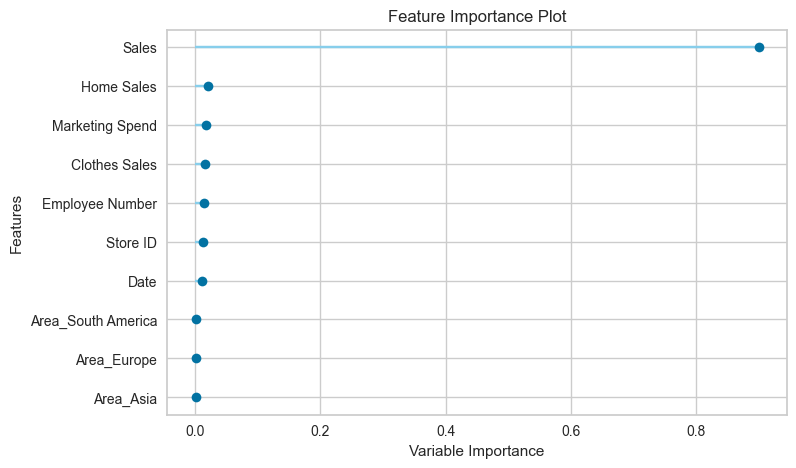 Feature Importance Plot
Sales
Home Sales
Marketing Spend
Clothes Sales
Employee Number
Store ID
Date
Area_South America
Area_Europe
Area_Asia
Features
0.0 0.2 0.4 0.6 0.8
Variable Importance